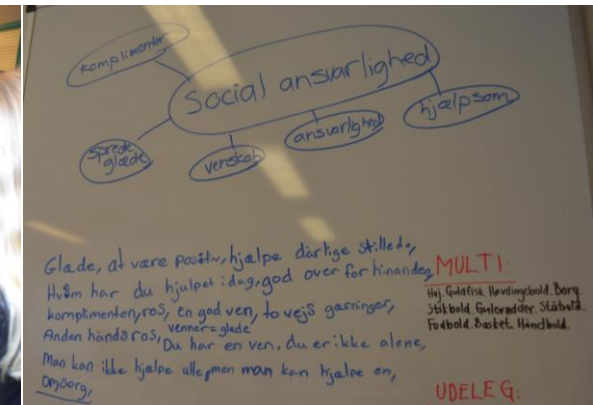 komplimenter
Social ansvarlighed
sprede
glæde
venskab
ansvarlighed
hjælpsom
Glæde, at være positiv, hjælpe dårlige stillede,
Hvem har du hjulpet i dag, god over for hinanden,
komplimenten, ros, en god ven, to vejs gærninger,
Anden hånds ros, venner=glæde
Du har en ven, du er ikke alene,
Man kan ikke hjælpe alle, men man kan hjælpe en,
Omsorg,
MULTI:
Høj. Guldfisk. Høvdingebold. Borg.
Stikbold. Gulerødder. Ståtrold.
Fodbold. Basket. Håndbold.
UDELEG: